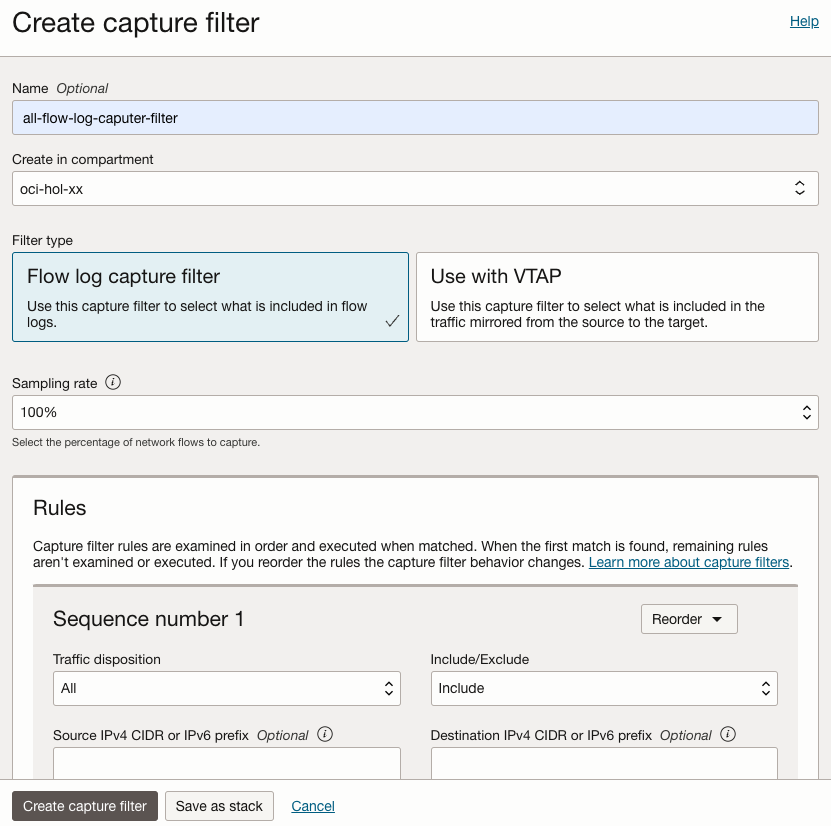 Create capture filter
Help
Name Optional
all-flow-log-caputer-filter
Create in compartment
oci-hol-xx
Filter type
Flow log capture filter
Use this capture filter to select what is included in flow
logs.
Use with VTAP
Use this capture filter to select what is included in the
traffic mirrored from the source to the target.
Sampling rate
100%
Select the percentage of network flows to capture.
Rules
Capture filter rules are examined in order and executed when matched. When the first match is found, remaining rules
aren't examined or executed. If you reorder the rules the capture filter behavior changes. Learn more about capture filters.
Sequence number 1
Reorder
Traffic disposition
All
Include/Exclude
Include
Source IPv4 CIDR or IPv6 prefix Optional
Destination IPv4 CIDR or IPv6 prefix Optional
Create capture filter
Save as stack
Cancel